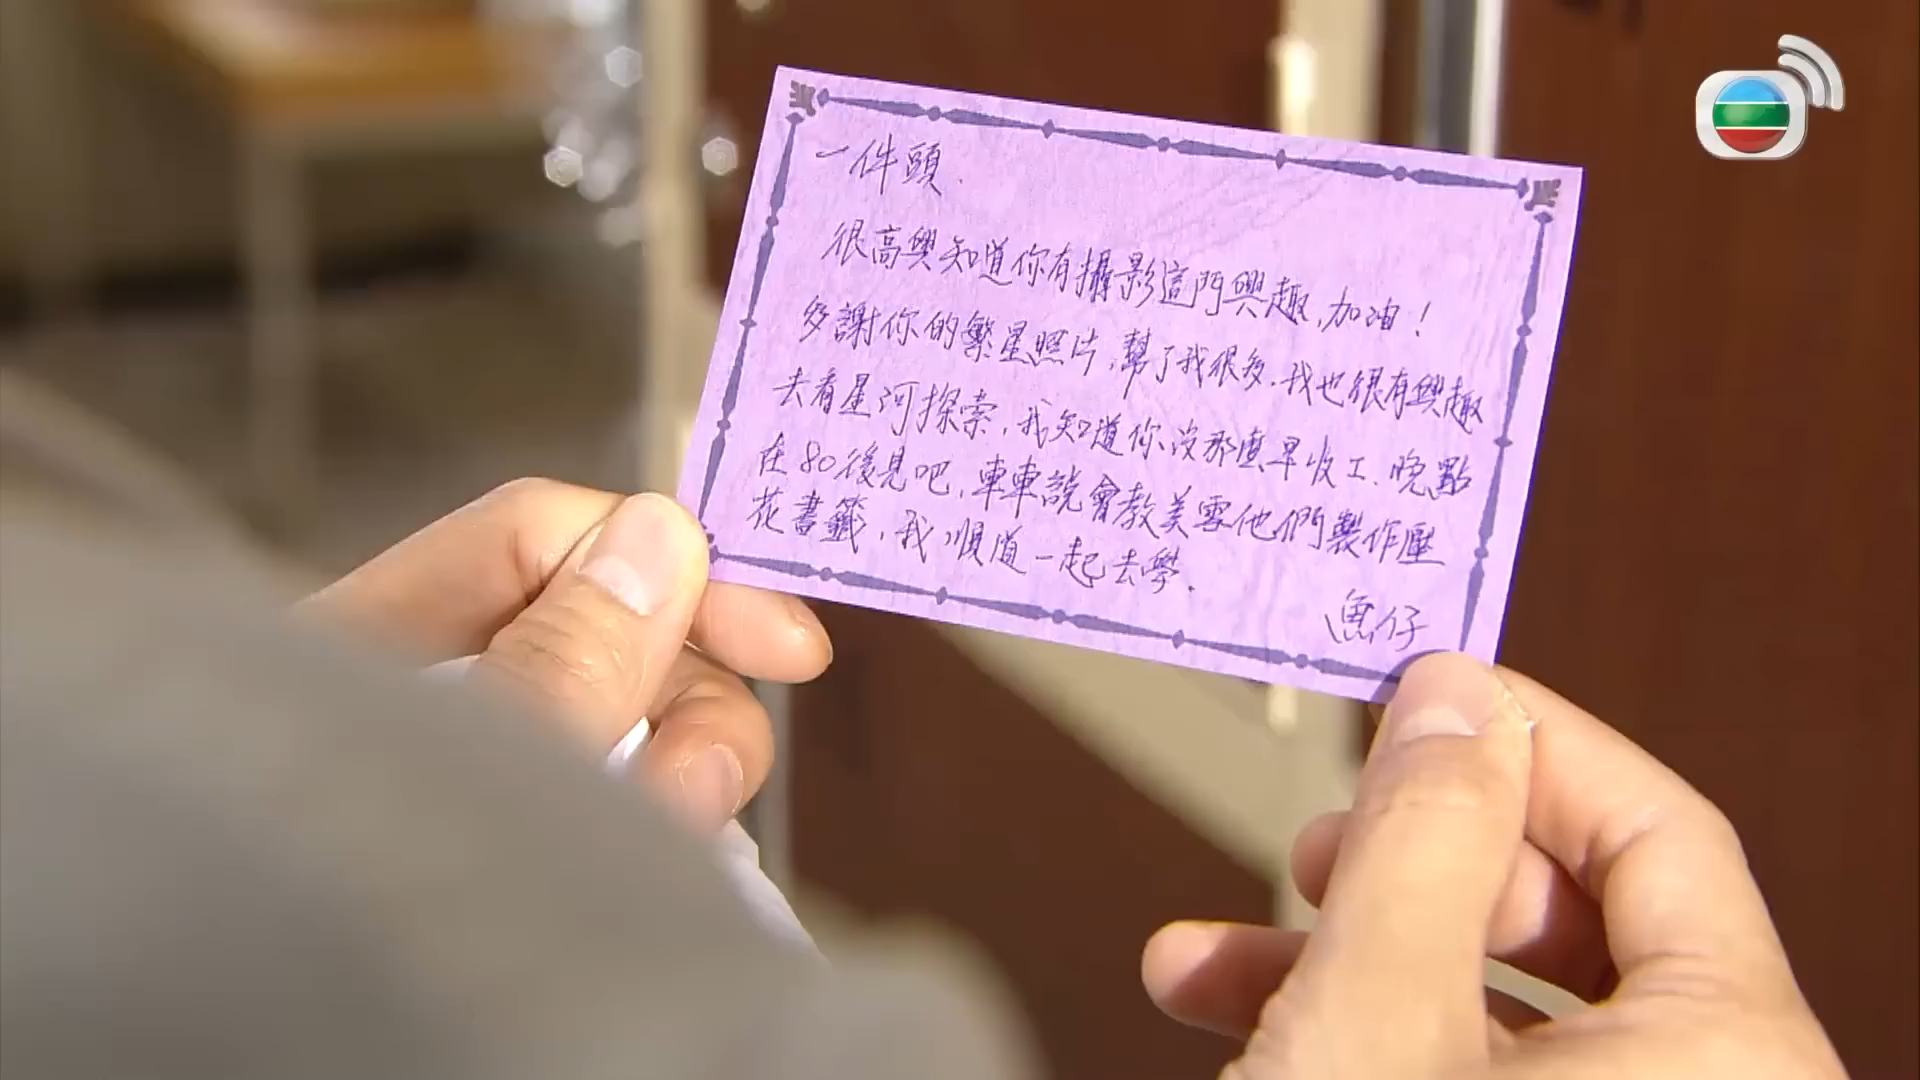 一件頭.
很高興知道你有攝影這門興趣,加油!
多謝你的繁星照片,幫了我很多.我也很有興趣
去看星河探索,我知道你沒那麼早收工.晚點
在80後見吧,車車說會教美雲他們製作壓
花書籤,我順道一起去學.
魚仔